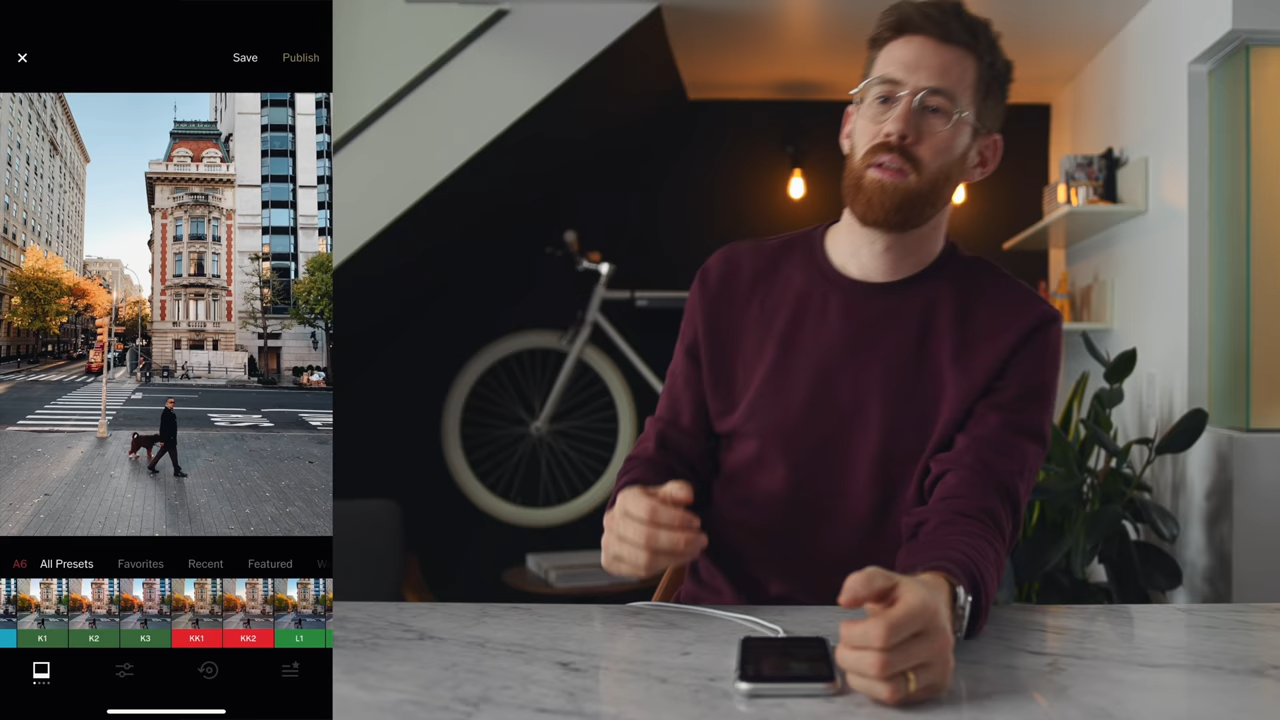 Save Publish
A6 All Presets Favorites Recent Featured W
K1 K2 K3 KK1 KK2 L1